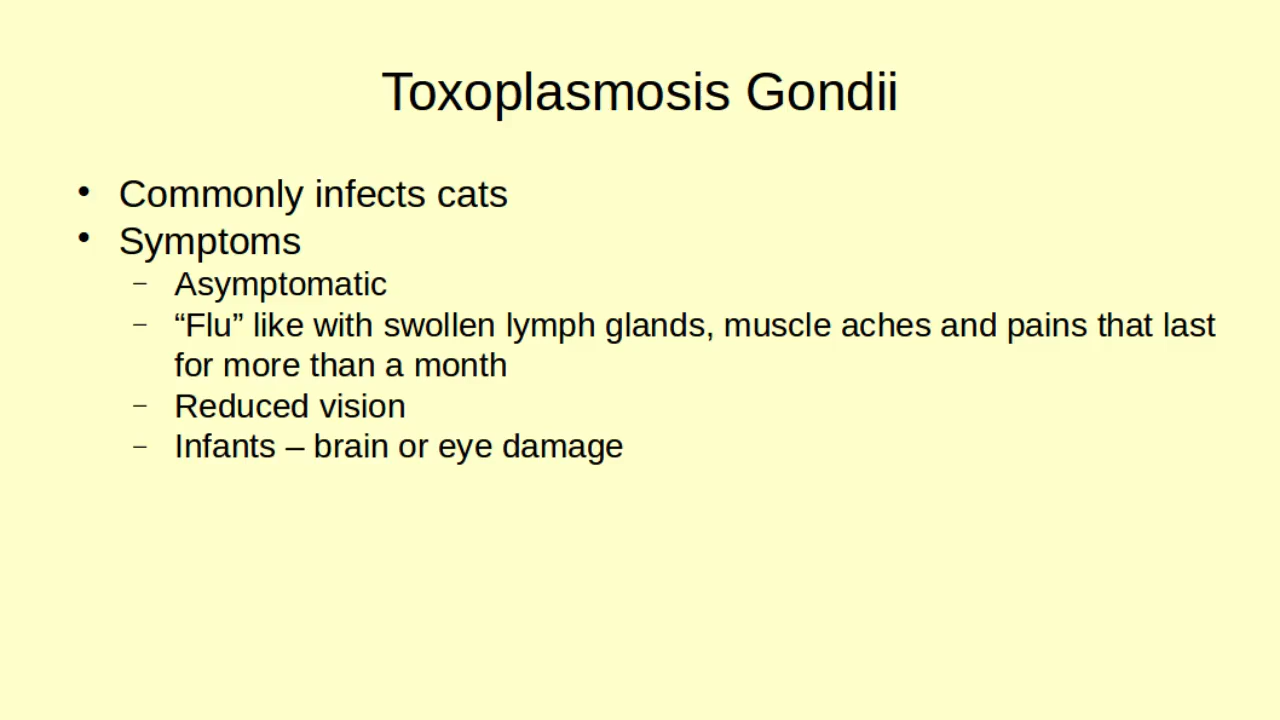 Toxoplasmosis Gondii
• Commonly infects cats
• Symptoms
– Asymptomatic
– “Flu” like with swollen lymph glands, muscle aches and pains that last
for more than a month
– Reduced vision
– Infants – brain or eye damage